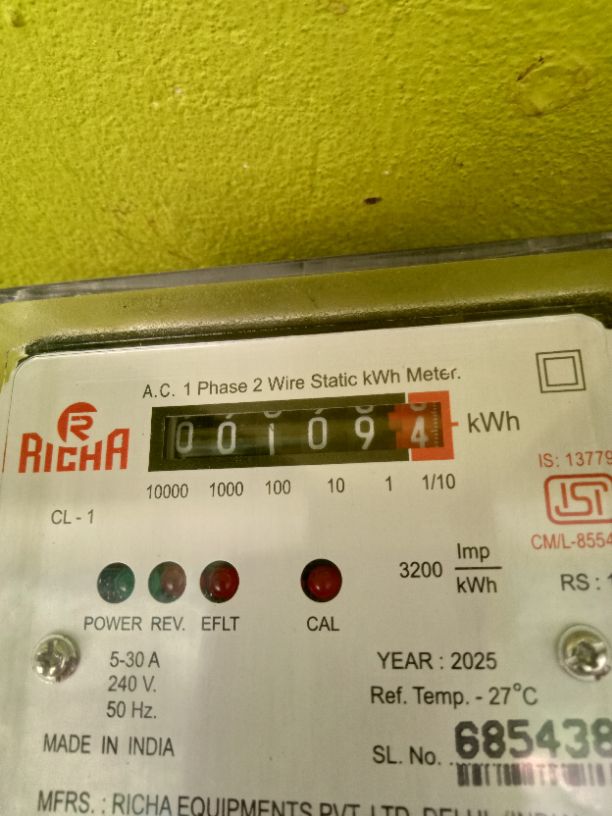 A.C. 1 Phase 2 Wire Static kWh Meter.
RICHA
001094 kWh
10000 1000 100 10 1 1/10
CL - 1
IS: 13779
ISI
CM/L-8554
3200 Imp
kWh
RS :
POWER REV. EFLT CAL
5-30 A
240 V.
50 Hz.
YEAR : 2025
Ref. Temp. - 27°C
MADE IN INDIA
SL. No. 685438
MFRS. : RICHA EQUIPMENTS PVT. LTD. DELHI